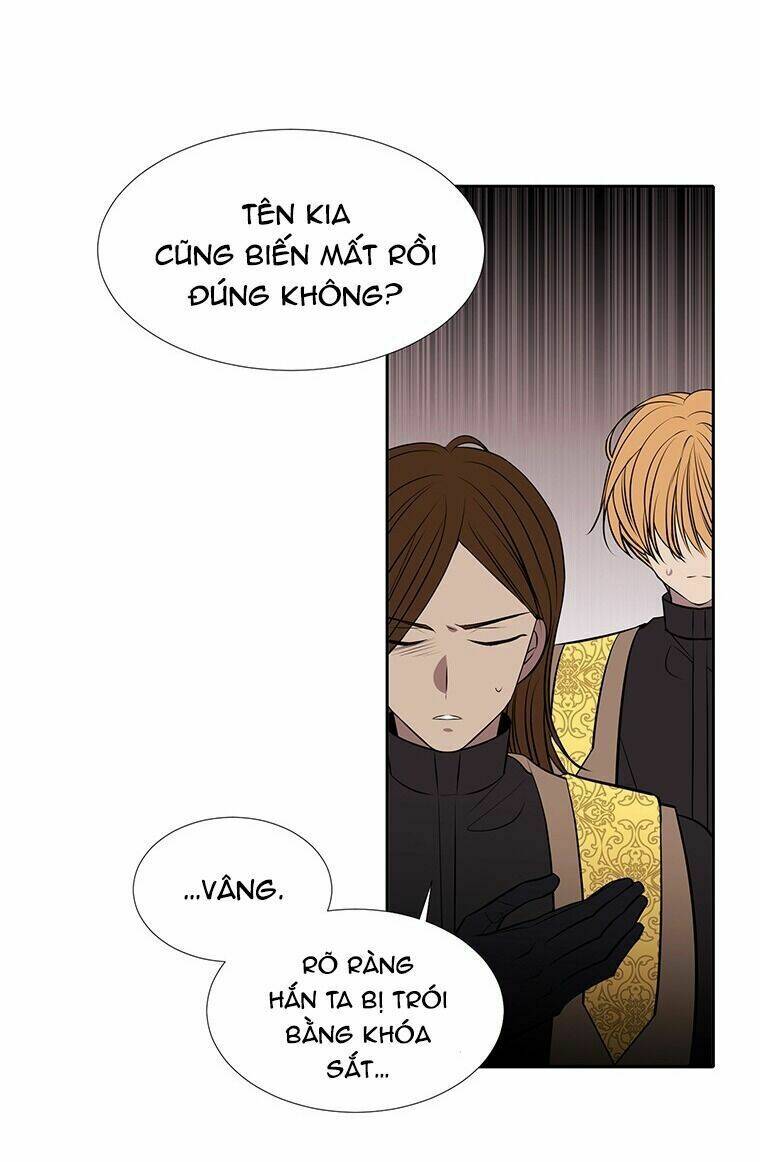 TÊN KIA
CŨNG BIẾN MẤT RỒI
ĐÚNG KHÔNG?
...VÂNG.
RÕ RÀNG
HẮN TA BỊ TRÓI
BẰNG KHÓA
SẮT...